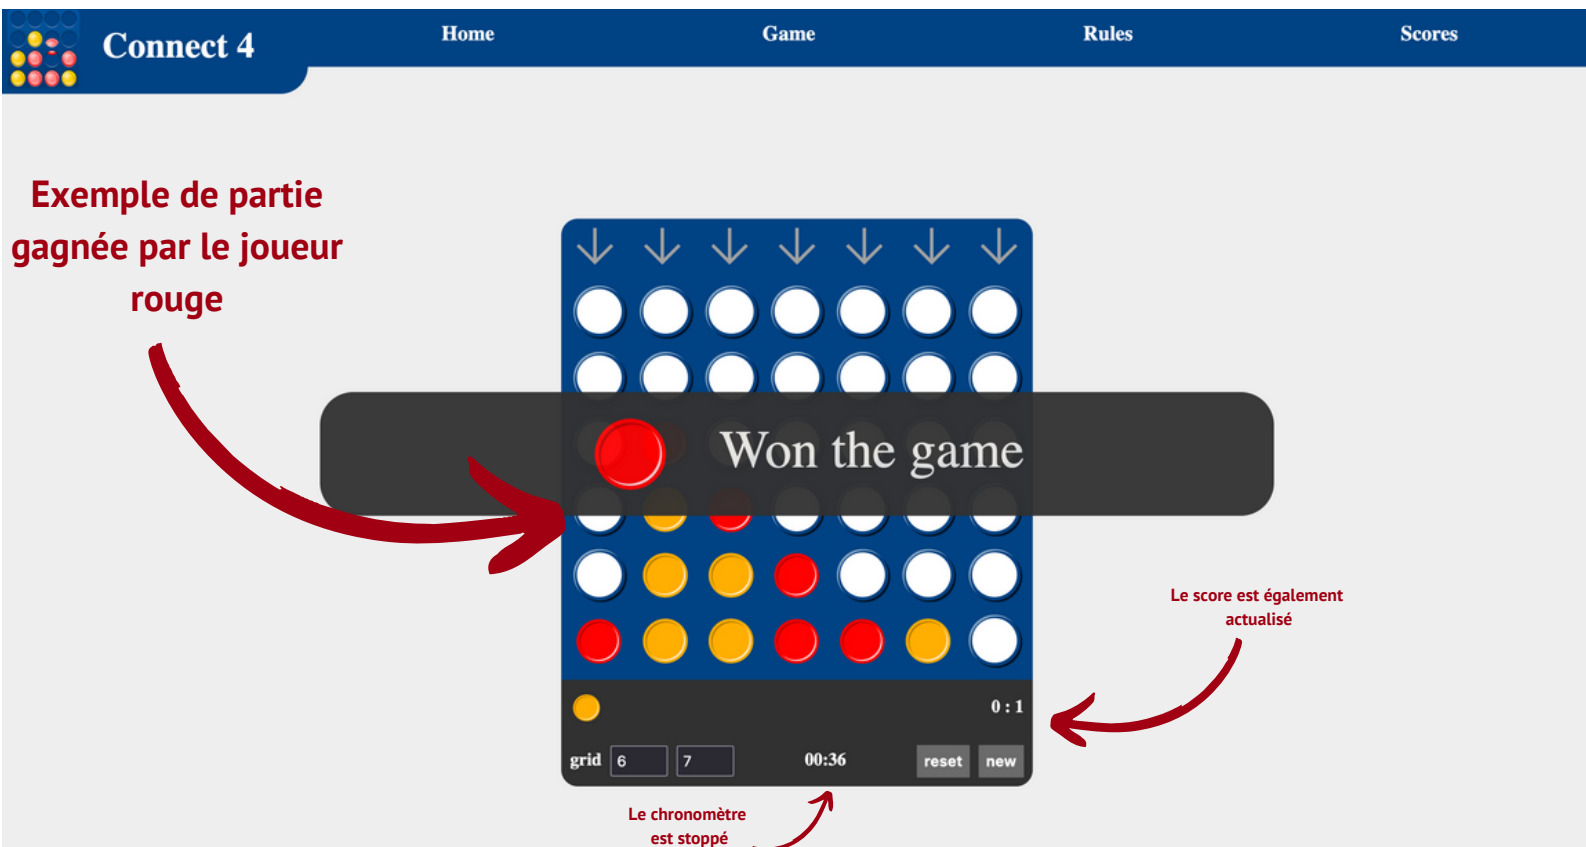 Connect 4
Home
Game
Rules
Scores
Exemple de partie
gagnée par le joueur
rouge
Won the game
Le score est également
actualisé
0 : 1
grid
6
7
00:36
reset
new
Le chronomètre
est stoppé